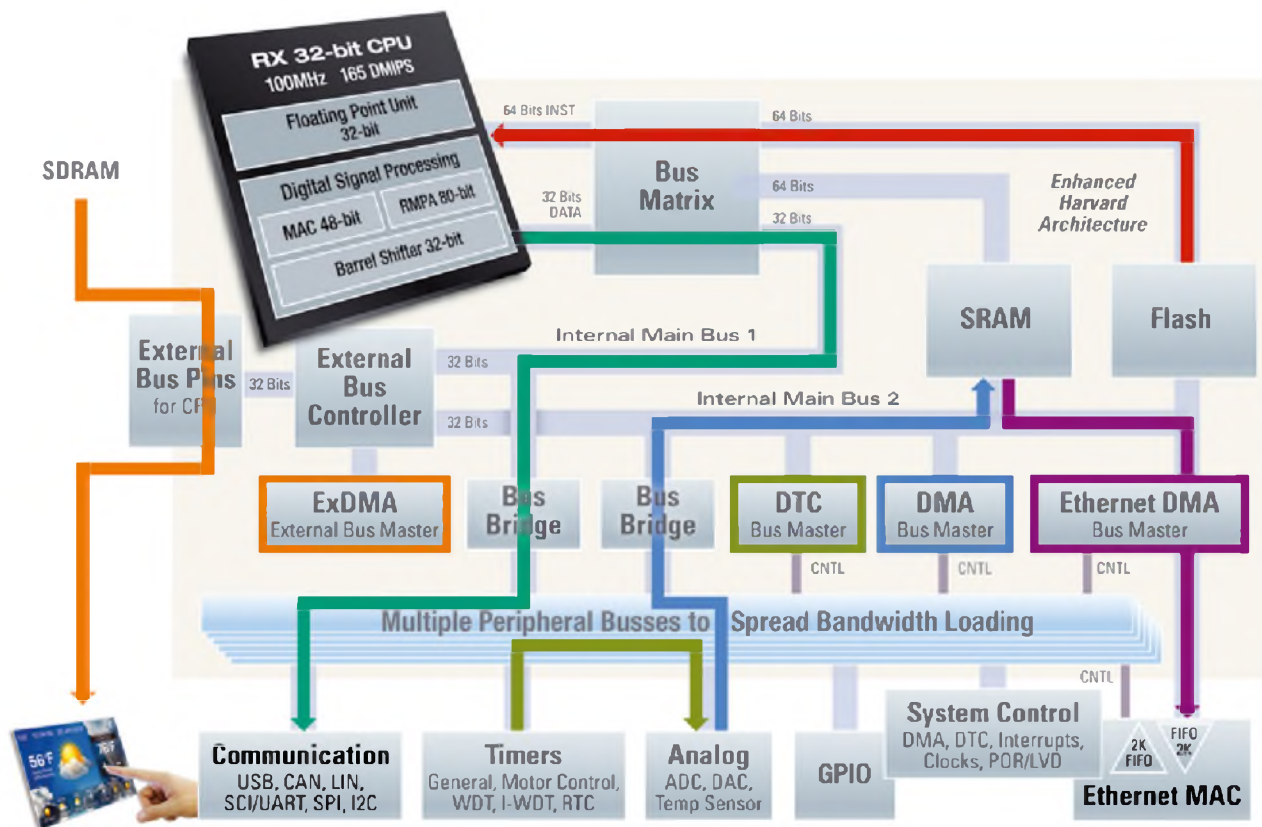 RX 32-bit CPU
100MHz 165 DMIPS
Floating Point Unit
32-bit
Digital Signal Processing
MAC 48-bit
RMPA 80-bit
Barrel Shifter 32-bit
64 Bits INST
64 Bits
Bus
Matrix
32 Bits
DATA
64 Bits
32 Bits
Enhanced
Harvard
Architecture
SDRAM
SRAM
Flash
External
Bus Pins
for CPU
32 Bits
External
Bus
Controller
Internal Main Bus 1
32 Bits
Internal Main Bus 2
32 Bits
ExDMA
External Bus Master
Bus
Bridge
Bus
Bridge
DTC
Bus Master
DMA
Bus Master
Ethernet DMA
Bus Master
CNTL
CNTL
CNTL
Multiple Peripheral Busses to Spread Bandwidth Loading
CNTL
56°F
Communication
USB, CAN, LIN,
SCI/UART, SPI, I2C
Timers
General, Motor Control,
WDT, I-WDT, RTC
Analog
ADC, DAC,
Temp Sensor
GPIO
System Control
DMA, DTC, Interrupts,
Clocks, POR/LVD
2K
FIFO
FIFO
2K
Ethernet MAC